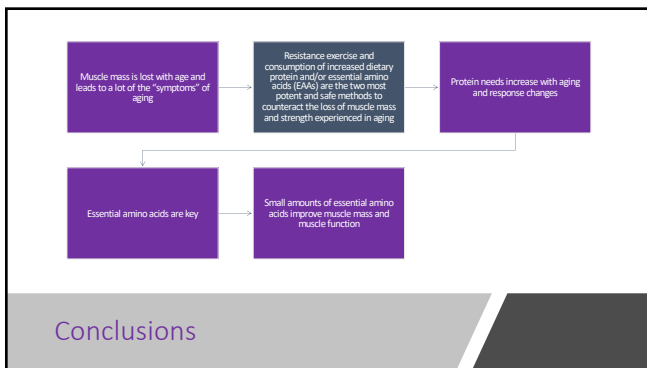 Muscle mass is lost with age and
leads to a lot of the “symptoms” of
aging
Resistance exercise and
consumption of increased dietary
protein and/or essential amino
acids (EAAs) are the two most
potent and safe methods to
counteract the loss of muscle mass
and strength experienced in aging
Protein needs increase with aging
and response changes
Essential amino acids are key
Small amounts of essential amino
acids improve muscle mass and
muscle function
Conclusions